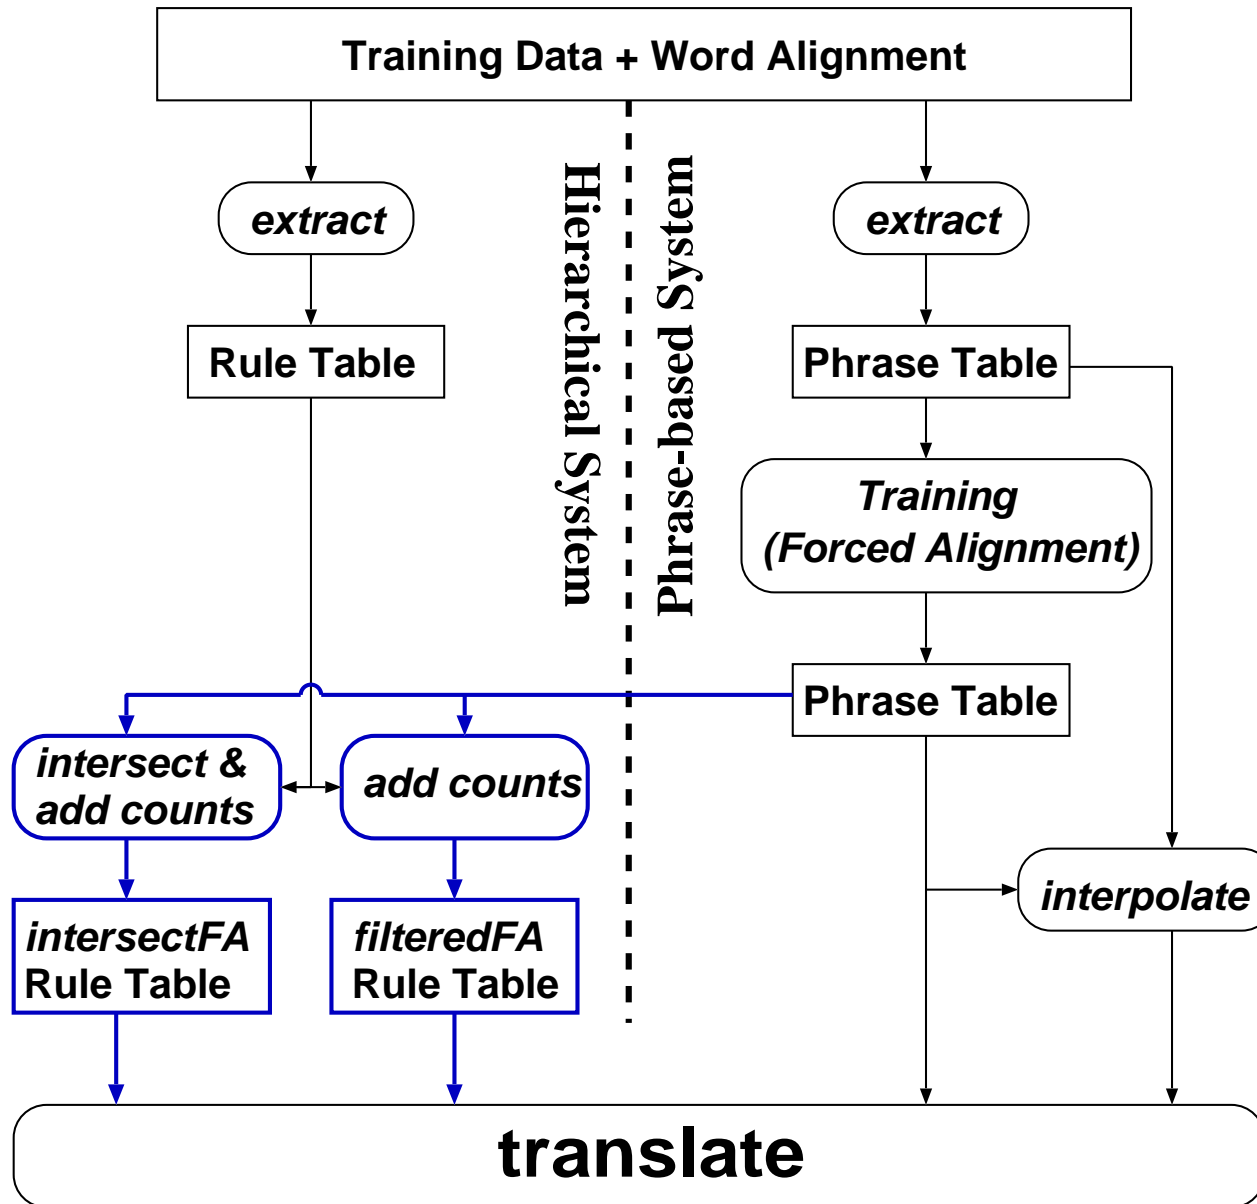 Training Data + Word Alignment
Hierarchical System
Phrase-based System
extract
extract
Rule Table
Phrase Table
Training
(Forced Alignment)
Phrase Table
intersect &
add counts
add counts
intersectFA
Rule Table
filteredFA
Rule Table
interpolate
translate